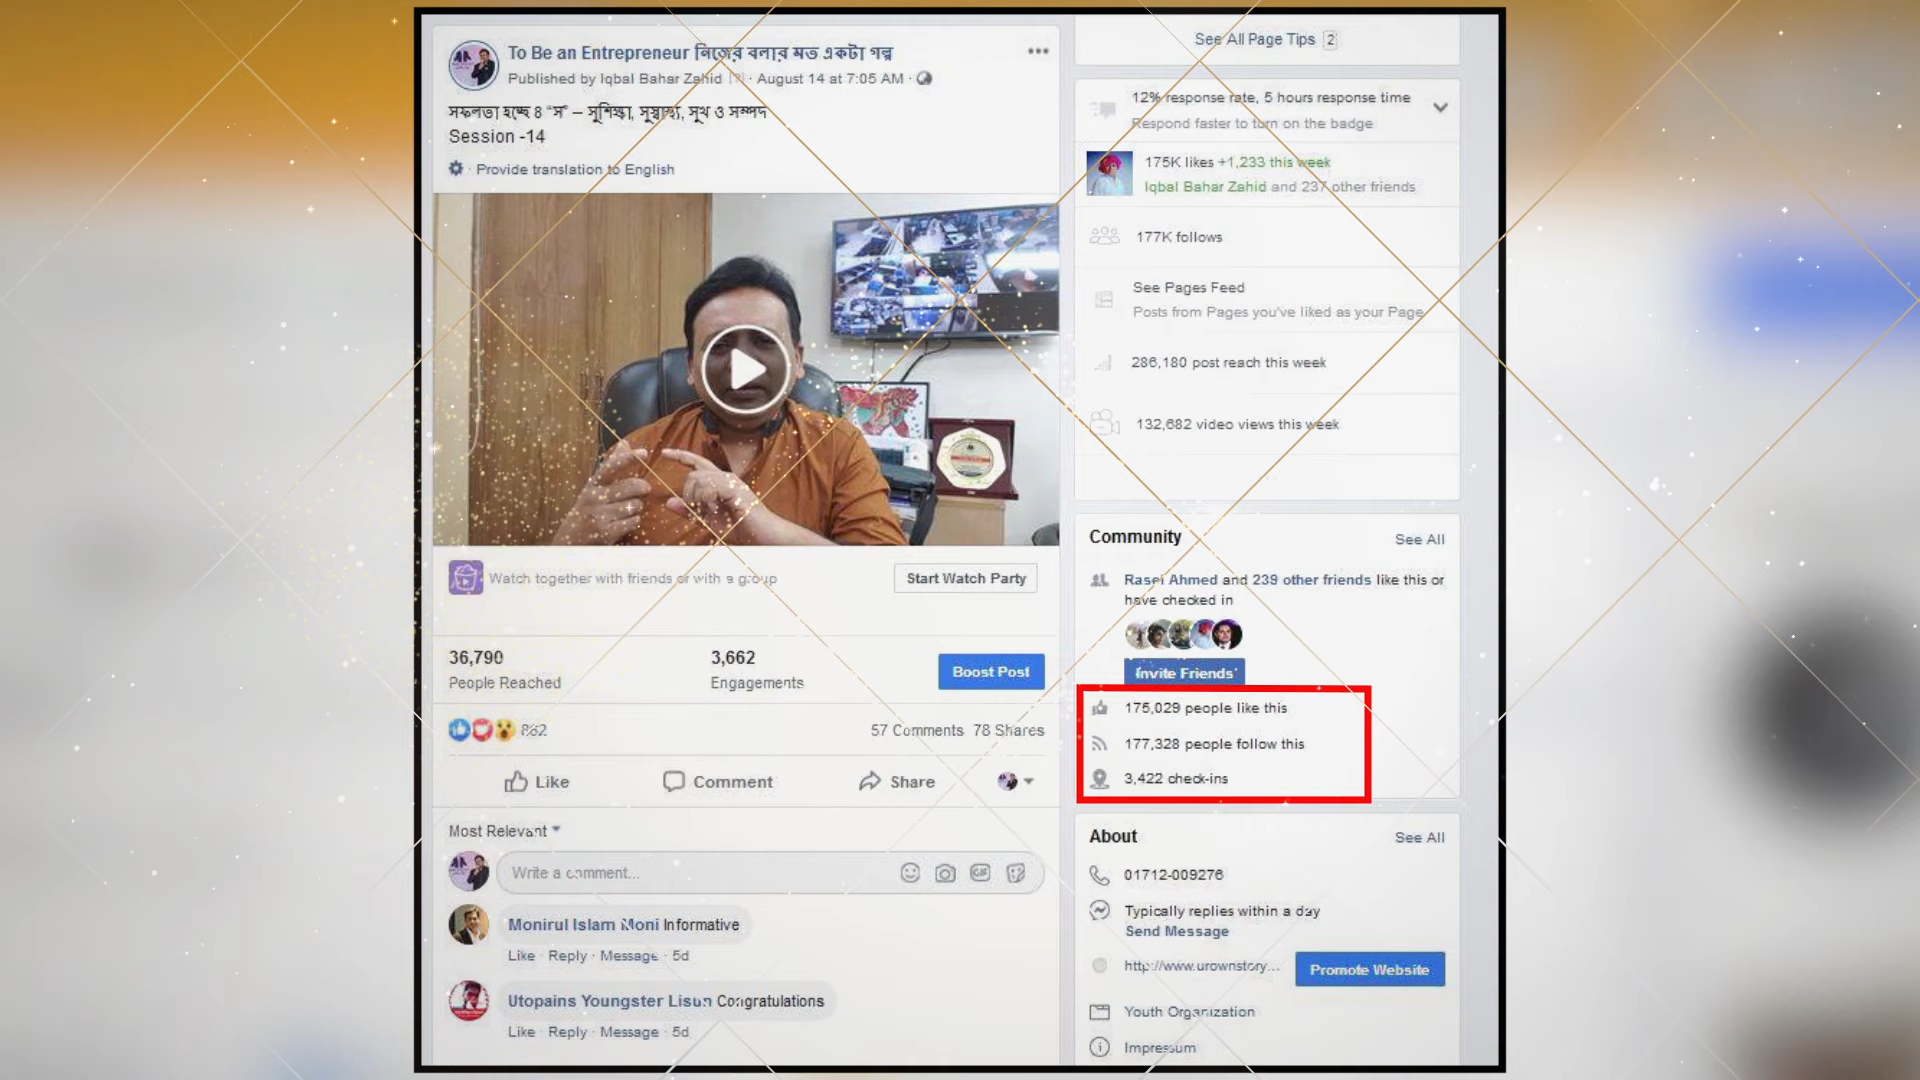 To Be an Entrepreneur নিজের বলার মত একটা গল্প
Published by Iqbal Bahar Zahid · August 14 at 7:05 AM ·
সফলতা হচ্ছে ৪ "স" – সুশিক্ষা, সুস্বাস্থ্য, সুখ ও সম্পদ
Session -14
Provide translation to English
Watch together with friends or with a group
Start Watch Party
36,790
People Reached
3,662
Engagements
Boost Post
57 Comments 78 Shares
Like
Comment
Share
Most Relevant
Write a comment...
GIF
Monirul Islam Moni Informative
Like · Reply · Message · 5d
Utopains Youngster Lisun Congratulations
Like · Reply · Message · 5d
See All Page Tips 2
12% response rate, 5 hours response time
Respond faster to turn on the badge
175K likes +1,233 this week
Iqbal Bahar Zahid and 237 other friends
177K follows
See Pages Feed
Posts from Pages you've liked as your Page
286,180 post reach this week
132,682 video views this week
Community
See All
Rasel Ahmed and 239 other friends like this or
have checked in
Invite Friends
175,029 people like this
177,328 people follow this
3,422 check-ins
About
See All
01712-009276
Typically replies within a day
Send Message
http://www.urownstory...
Promote Website
Youth Organization
Impressum